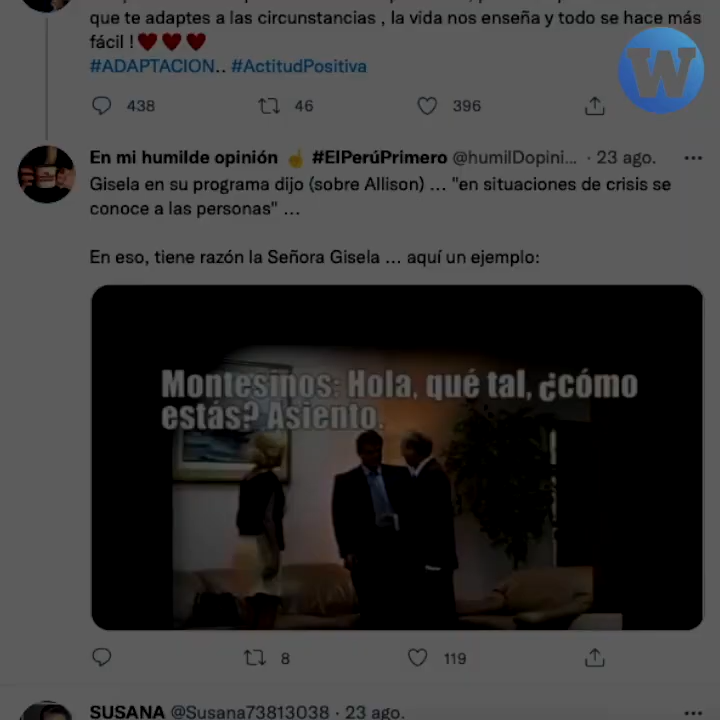 que te adaptes a las circunstancias , la vida nos enseña y todo se hace más
fácil !❤❤❤
#ADAPTACION.. #ActitudPositiva
438 46 396
W
En mi humilde opinión ☝ #ElPerúPrimero @humilDopini... · 23 ago. ...
Gisela en su programa dijo (sobre Allison) ... "en situaciones de crisis se
conoce a las personas" ...
En eso, tiene razón la Señora Gisela ... aquí un ejemplo:
Montesinos: Hola, qué tal, ¿cómo
estás? Asiento.
8 119
SUSANA @Susana73813038 · 23 ago. ...